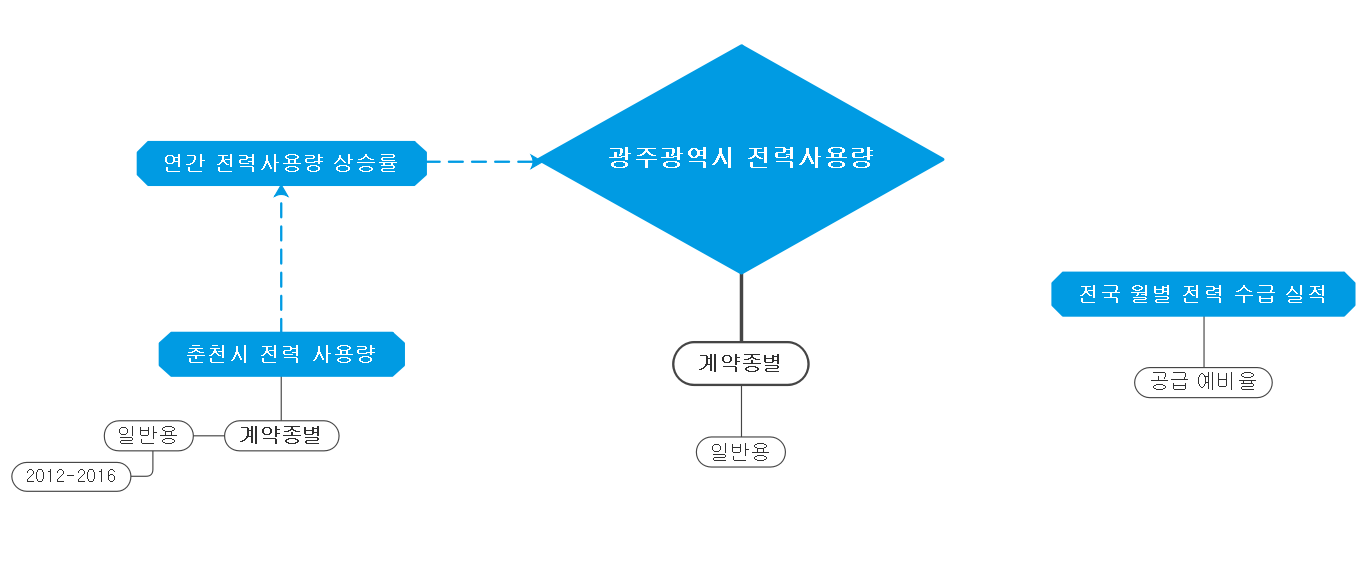 광주광역시 전력사용량
연간 전력사용량 상승률
전국 월별 전력 수급 실적
춘천시 전력 사용량
계약종별
공급 예비율
일반용
계약종별
일반용
2012-2016